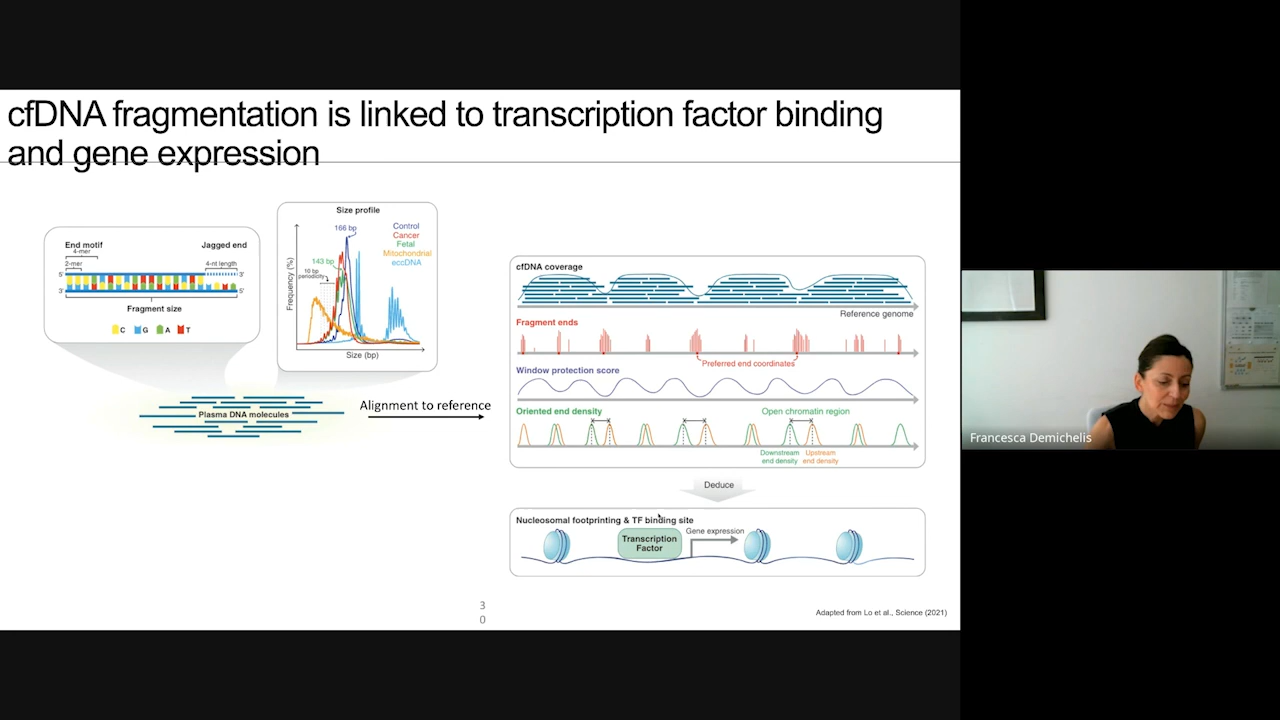 cfDNA fragmentation is linked to transcription factor binding
and gene expression
End motif
Jagged end
4-mer
2-mer
4-nt length
5'
3'
3'
5'
Fragment size
C G A T
Size profile
166 bp
Control
Cancer
Fetal
Mitochondrial
eccDNA
143 bp
10 bp
periodicity
Frequency (%)
Size (bp)
Plasma DNA molecules
Alignment to reference
cfDNA coverage
Reference genome
Fragment ends
Preferred end coordinates
Window protection score
Oriented end density
Open chromatin region
Downstream
end density
Upstream
end density
Deduce
Nucleosomal footprinting & TF binding site
Transcription
Factor
Gene expression
3
0
Adapted from Lo et al., Science (2021)
Francesca Demichelis